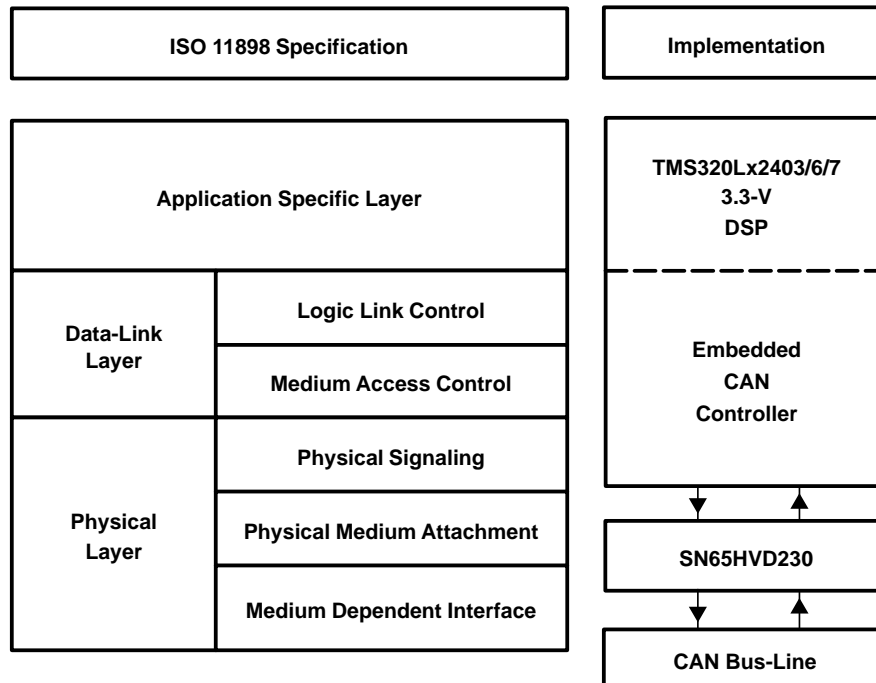 ISO 11898 Specification
Implementation
Application Specific Layer
TMS320Lx2403/6/7
3.3-V
DSP
Data-Link
Layer
Logic Link Control
Medium Access Control
Embedded
CAN
Controller
Physical
Layer
Physical Signaling
Physical Medium Attachment
Medium Dependent Interface
SN65HVD230
CAN Bus-Line